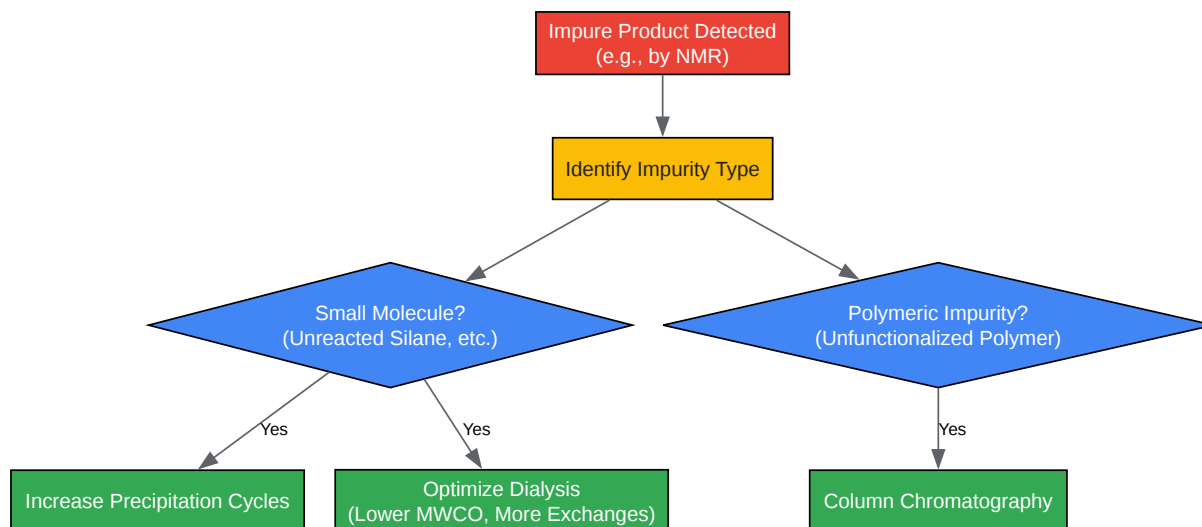 Impure Product Detected
(e.g., by NMR)
Identify Impurity Type
Small Molecule?
(Unreacted Silane, etc.)
Polymeric Impurity?
(Unfunctionalized Polymer)
Yes
Yes
Yes
Increase Precipitation Cycles
Optimize Dialysis
(Lower MWCO, More Exchanges)
Column Chromatography